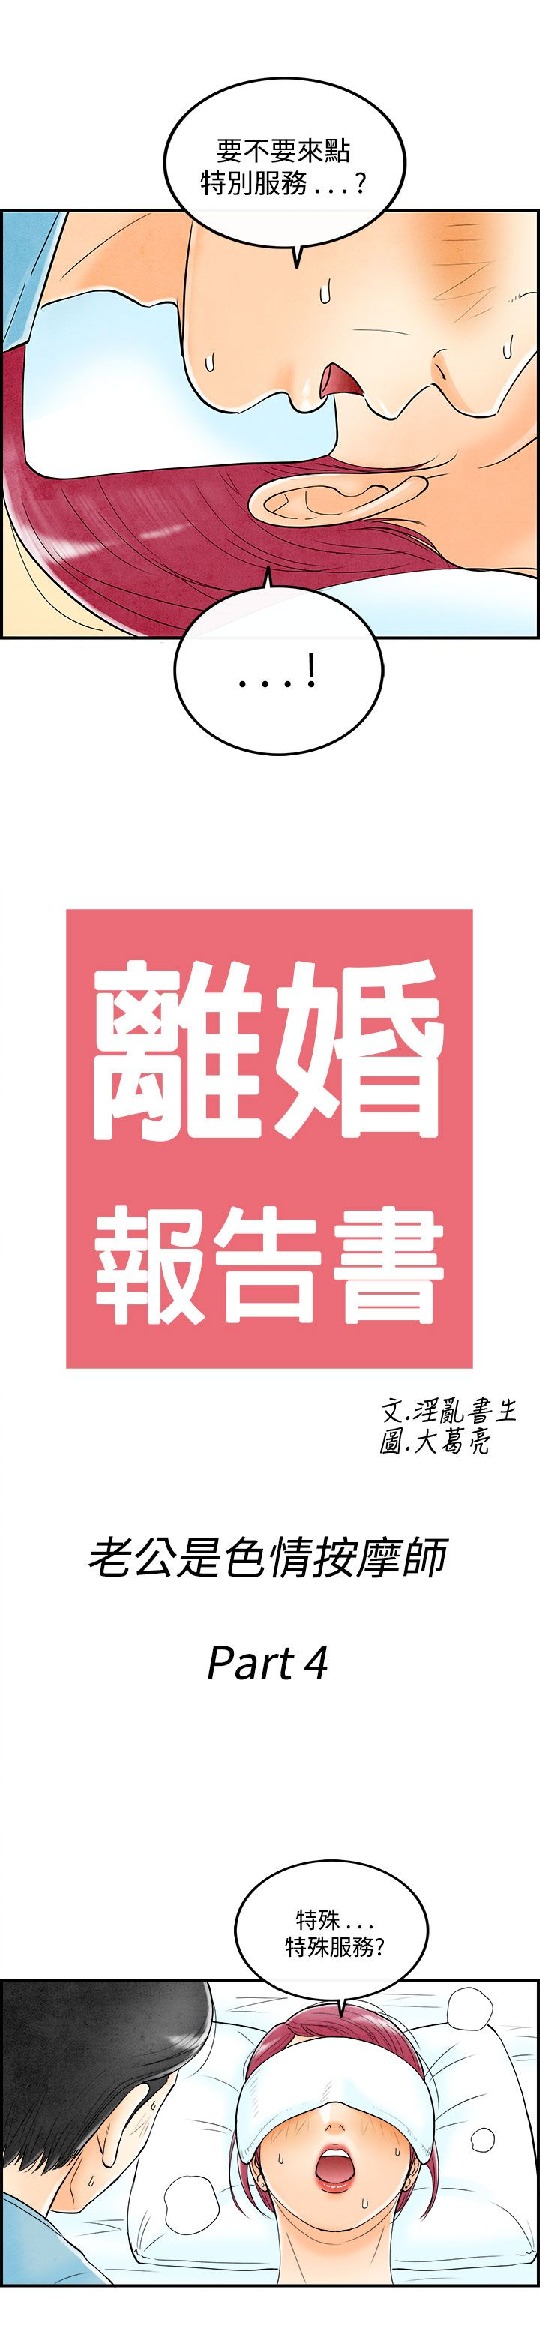 要不要來點
特別服務...?
...!
離婚
報告書
文.淫亂書生
圖.大葛亮
老公是色情按摩師
Part 4
特殊...
特殊服務?